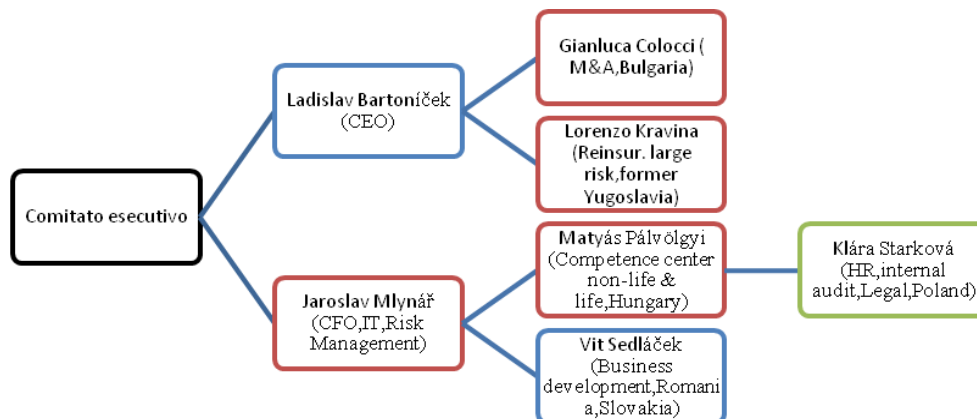 Comitato esecutivo
Ladislav Bartoníček
(CEO)
Jaroslav Mlynář
(CFO,IT,Risk
Management)
Gianluca Colocci (
M&A,Bulgaria)
Lorenzo Kravina
(Reinsur. large
risk,former
Yugoslavia)
Matyás Pálvölgyi
(Competence center
non-life &
life,Hungary)
Vit Sedláček
(Business
development,Romani
a,Slovakia)
Klára Starková
(HR,internal
audit,Legal,Poland)